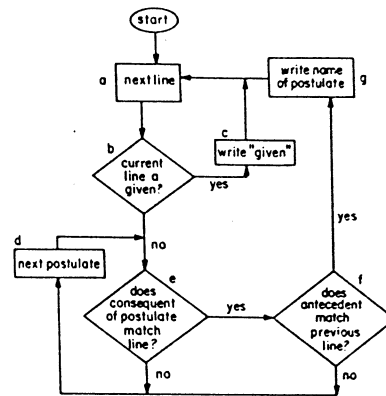 start
a
next line
write name
of postulate
g
b
current
line a
given?
c
write "given"
yes
yes
no
d
next postulate
e
does
consequent
of postulate
match
line?
yes
f
does
antecedent
match
previous
line?
no
no